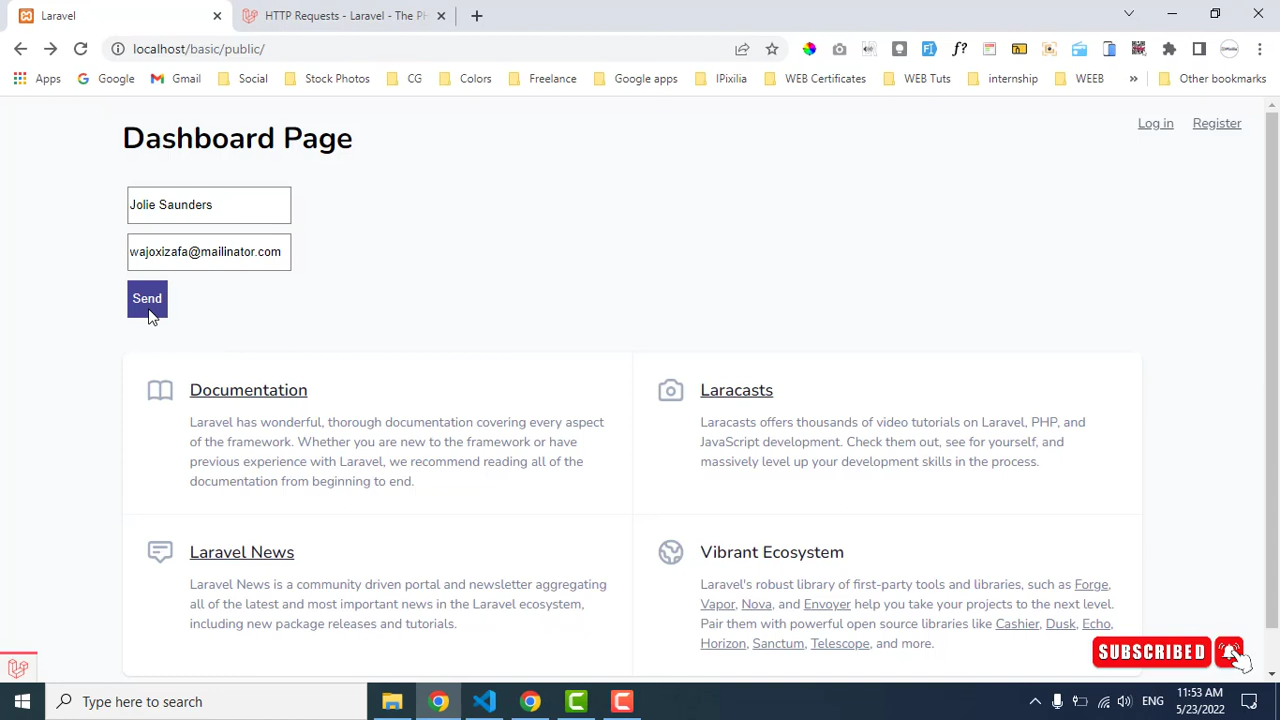 Laravel
HTTP Requests - Laravel - The PH
localhost/basic/public/
Apps
Google
Gmail
Social
Stock Photos
CG
Colors
Freelance
Google apps
IPixilia
WEB Certificates
WEB Tuts
internship
WEEB
»
Other bookmarks
Dashboard Page
Log in
Register
Jolie Saunders
wajoxizafa@mailinator.com
Send
Documentation
Laravel has wonderful, thorough documentation covering every aspect
of the framework. Whether you are new to the framework or have
previous experience with Laravel, we recommend reading all of the
documentation from beginning to end.
Laracasts
Laracasts offers thousands of video tutorials on Laravel, PHP, and
JavaScript development. Check them out, see for yourself, and
massively level up your development skills in the process.
Laravel News
Laravel News is a community driven portal and newsletter aggregating
all of the latest and most important news in the Laravel ecosystem,
including new package releases and tutorials.
Vibrant Ecosystem
Laravel's robust library of first-party tools and libraries, such as Forge,
Vapor, Nova, and Envoyer help you take your projects to the next level.
Pair them with powerful open source libraries like Cashier, Dusk, Echo,
Horizon, Sanctum, Telescope, and more.
SUBSCRIBED
Type here to search
ENG
11:53 AM
5/23/2022